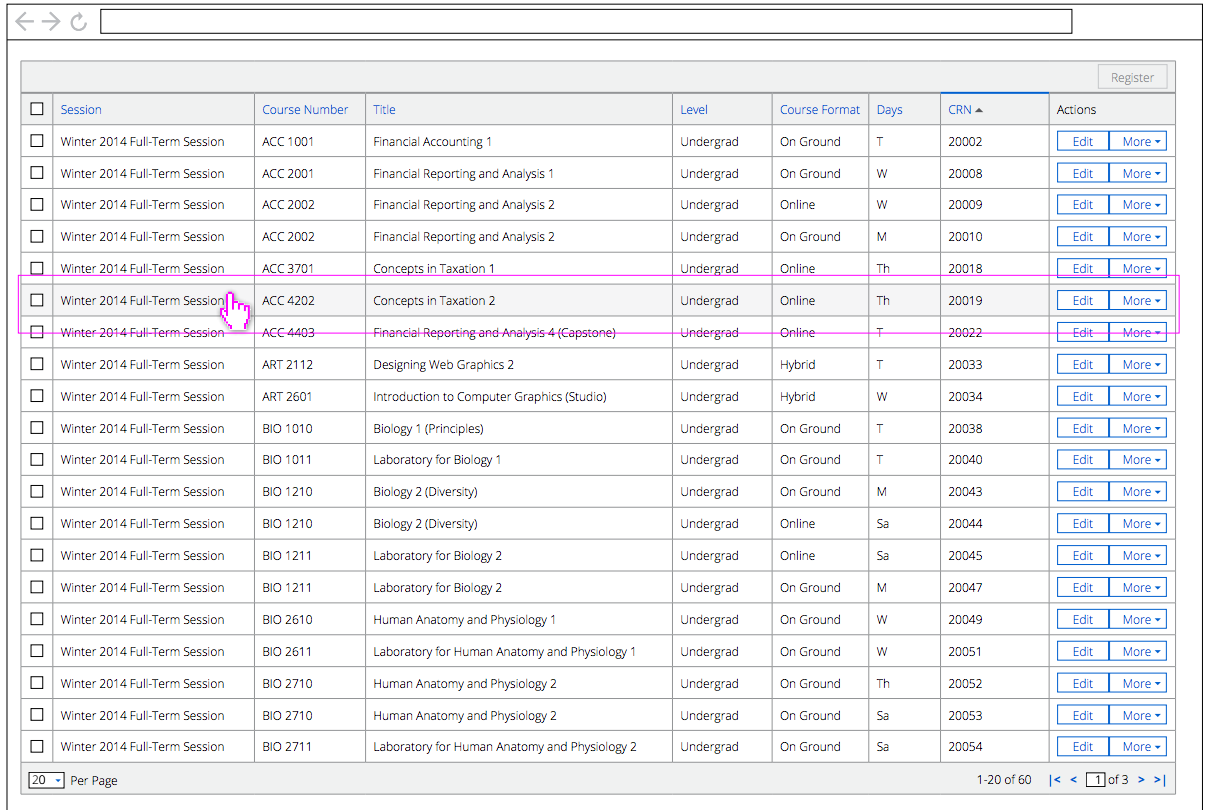 Register
Session Course Number Title Level Course Format Days CRN Actions
Winter 2014 Full-Term Session ACC 1001 Financial Accounting 1 Undergrad On Ground T 20002 Edit More
Winter 2014 Full-Term Session ACC 2001 Financial Reporting and Analysis 1 Undergrad On Ground W 20008 Edit More
Winter 2014 Full-Term Session ACC 2002 Financial Reporting and Analysis 2 Undergrad Online W 20009 Edit More
Winter 2014 Full-Term Session ACC 2002 Financial Reporting and Analysis 2 Undergrad On Ground M 20010 Edit More
Winter 2014 Full-Term Session ACC 3701 Concepts in Taxation 1 Undergrad Online Th 20018 Edit More
Winter 2014 Full-Term Session ACC 4202 Concepts in Taxation 2 Undergrad Online Th 20019 Edit More
Winter 2014 Full-Term Session ACC 4403 Financial Reporting and Analysis 4 (Capstone) Undergrad Online T 20022 Edit More
Winter 2014 Full-Term Session ART 2112 Designing Web Graphics 2 Undergrad Hybrid T 20033 Edit More
Winter 2014 Full-Term Session ART 2601 Introduction to Computer Graphics (Studio) Undergrad Hybrid W 20034 Edit More
Winter 2014 Full-Term Session BIO 1010 Biology 1 (Principles) Undergrad On Ground T 20038 Edit More
Winter 2014 Full-Term Session BIO 1011 Laboratory for Biology 1 Undergrad On Ground T 20040 Edit More
Winter 2014 Full-Term Session BIO 1210 Biology 2 (Diversity) Undergrad On Ground M 20043 Edit More
Winter 2014 Full-Term Session BIO 1210 Biology 2 (Diversity) Undergrad Online Sa 20044 Edit More
Winter 2014 Full-Term Session BIO 1211 Laboratory for Biology 2 Undergrad Online Sa 20045 Edit More
Winter 2014 Full-Term Session BIO 1211 Laboratory for Biology 2 Undergrad On Ground M 20047 Edit More
Winter 2014 Full-Term Session BIO 2610 Human Anatomy and Physiology 1 Undergrad On Ground W 20049 Edit More
Winter 2014 Full-Term Session BIO 2611 Laboratory for Human Anatomy and Physiology 1 Undergrad On Ground W 20051 Edit More
Winter 2014 Full-Term Session BIO 2710 Human Anatomy and Physiology 2 Undergrad On Ground Th 20052 Edit More
Winter 2014 Full-Term Session BIO 2710 Human Anatomy and Physiology 2 Undergrad On Ground Sa 20053 Edit More
Winter 2014 Full-Term Session BIO 2711 Laboratory for Human Anatomy and Physiology 2 Undergrad On Ground Sa 20054 Edit More
20 Per Page 1-20 of 60 |< < 1 of 3 > >|